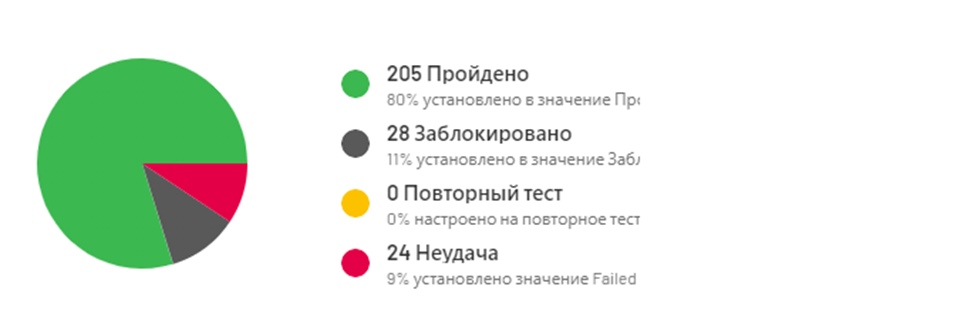 205 Пройдено
80% установлено в значение
28 Заблокировано
11% установлено в значение
0 Повторный тест
0% настроено на повторное тест
24 Неудача
9% установлено значение Failed